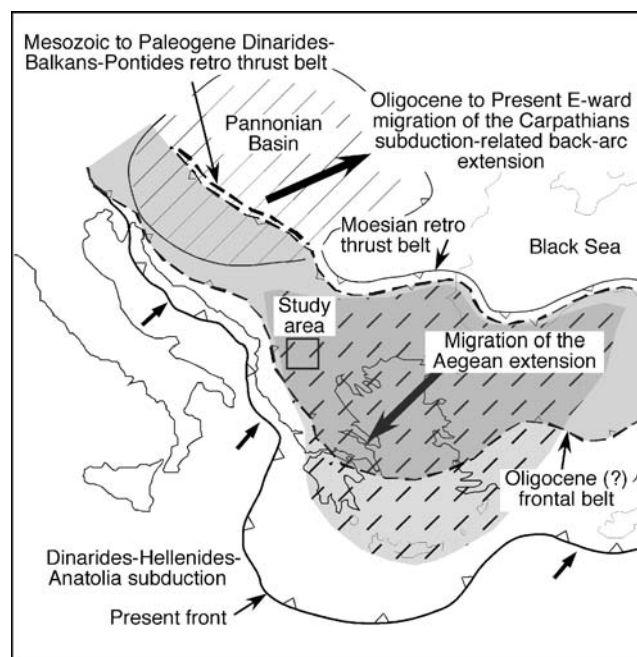 Mesozoic to Paleogene Dinarides-
Balkans-Pontides retro thrust belt
Oligocene to Present E-ward
migration of the Carpathians
subduction-related back-arc
extension
Pannonian
Basin
Moesian retro
thrust belt
Black Sea
Study
area
Migration of the
Aegean extension
Oligocene (?)
frontal belt
Dinarides-Hellenides-
Anatolia subduction
Present front